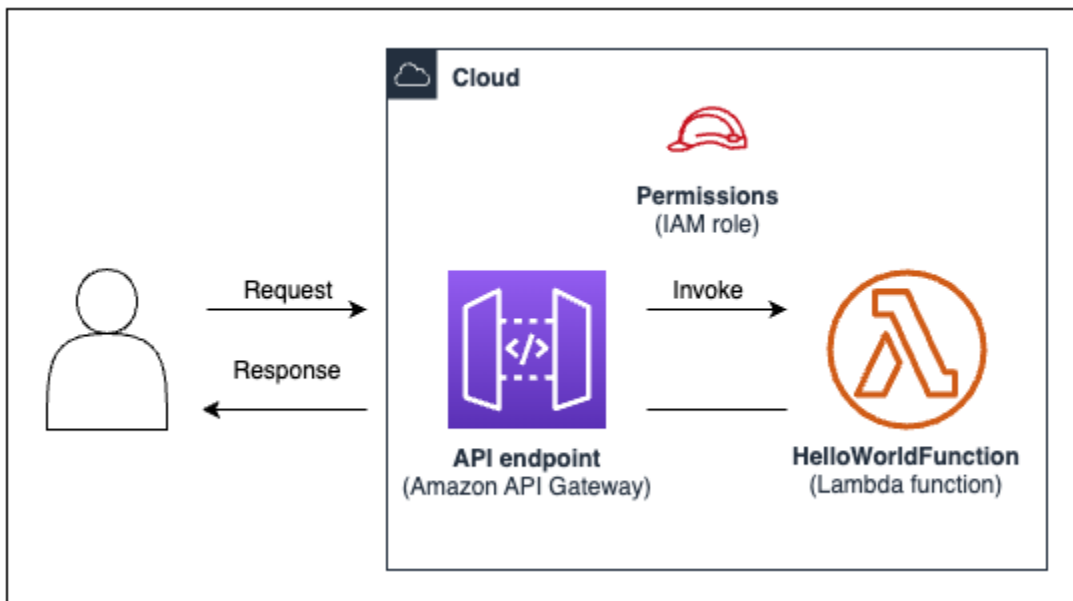 Cloud
Permissions
(IAM role)
Request
Invoke
Response
</>
API endpoint
(Amazon API Gateway)
HelloWorldFunction
(Lambda function)